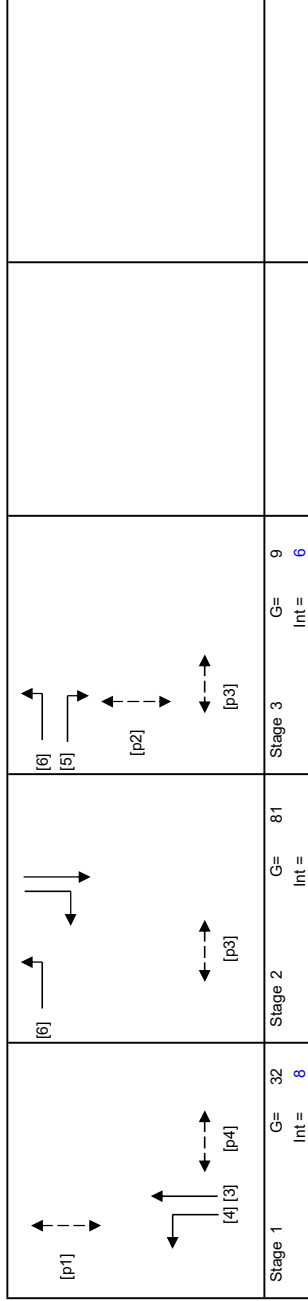 [p1]
[4] [3]
[p4]
Stage 1 G= 32
Int = 8
[6]
[p3]
Stage 2 G= 81
Int =
[6]
[5]
[p2]
[p3]
Stage 3 G= 9
Int = 6